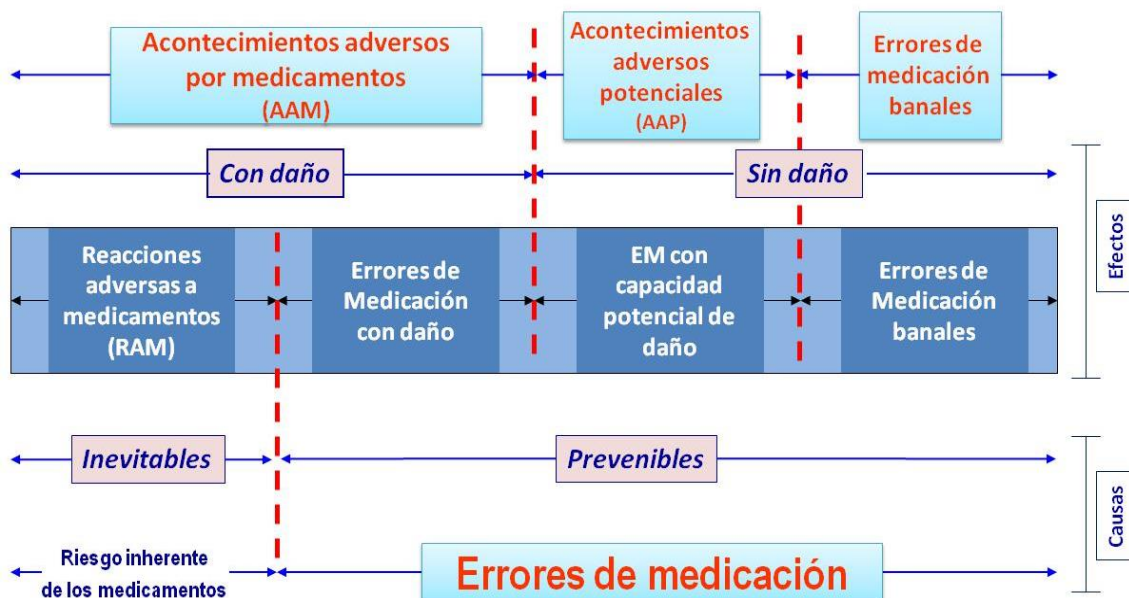 Acontecimientos adversos
por medicamentos
(AAM)
Acontecimientos
adversos
potenciales
(AAP)
Errores de
medicación
banales
Con daño
Sin daño
Reacciones
adversas a
medicamentos
(RAM)
Errores de
Medicación
con daño
EM con
capacidad
potencial de
daño
Errores de
Medicación
banales
Efectos
Inevitables
Prevenibles
Causas
Riesgo inherente
de los medicamentos
Errores de medicación